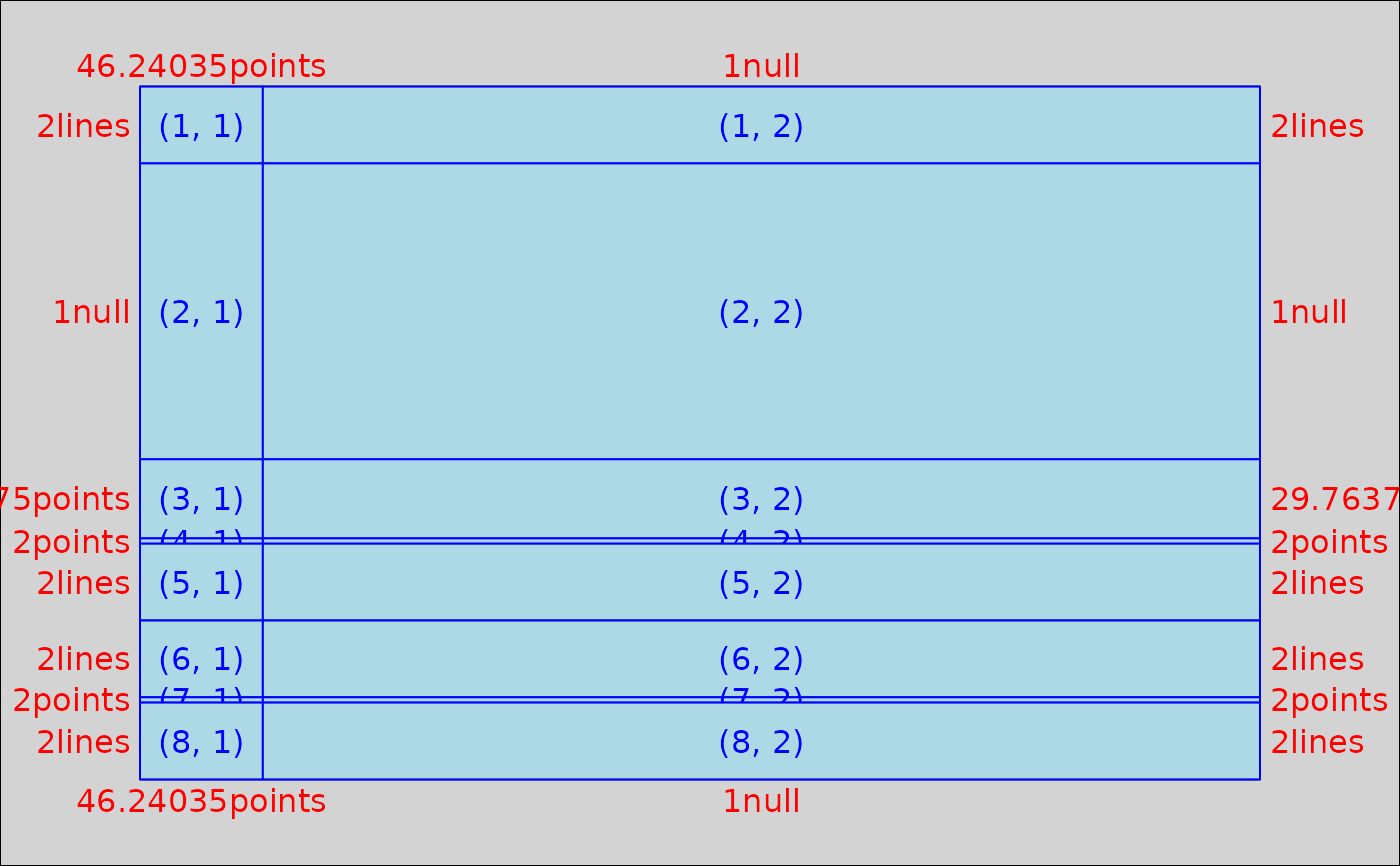 46.24035points 1null
2lines (1, 1) (1, 2) 2lines
1null (2, 1) (2, 2) 1null
75points (3, 1) (3, 2) 29.7637
2points (4, 1) (4, 2) 2points
2lines (5, 1) (5, 2) 2lines
2lines (6, 1) (6, 2) 2lines
2points (7, 1) (7, 2) 2points
2lines (8, 1) (8, 2) 2lines
46.24035points 1null